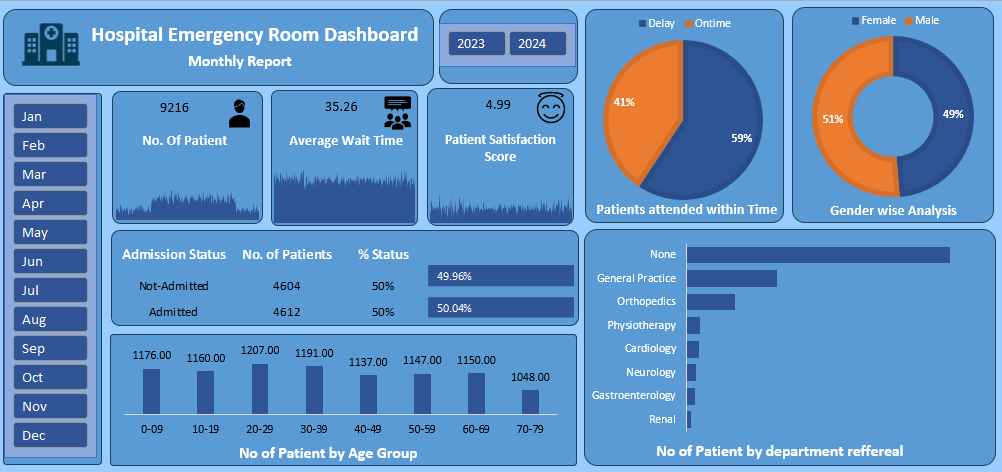 Hospital Emergency Room Dashboard
Monthly Report
2023 2024
Jan
Feb
Mar
Apr
May
Jun
Jul
Aug
Sep
Oct
Nov
Dec
9216
No. Of Patient
35.26
Average Wait Time
4.99
Patient Satisfaction
Score
Delay Ontime
41%
59%
Patients attended within Time
Female Male
51%
49%
Gender wise Analysis
Admission Status No. of Patients % Status
Not-Admitted 4604 50% 49.96%
Admitted 4612 50% 50.04%
1176.00 1160.00 1207.00 1191.00 1137.00 1147.00 1150.00 1048.00
0-09 10-19 20-29 30-39 40-49 50-59 60-69 70-79
No of Patient by Age Group
None
General Practice
Orthopedics
Physiotherapy
Cardiology
Neurology
Gastroenterology
Renal
No of Patient by department reffereal